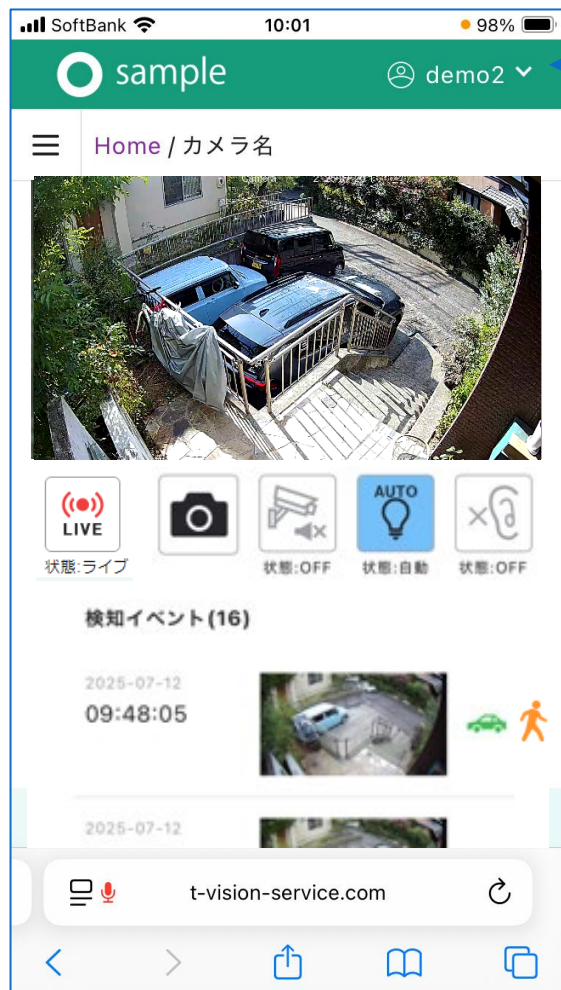 SoftBank 10:01 98%
sample demo2
Home / カメラ名
LIVE AUTO
状態:ライブ 状態:OFF 状態:自動 状態:OFF
検知イベント(16)
2025-07-12
09:48:05
2025-07-12
t-vision-service.com